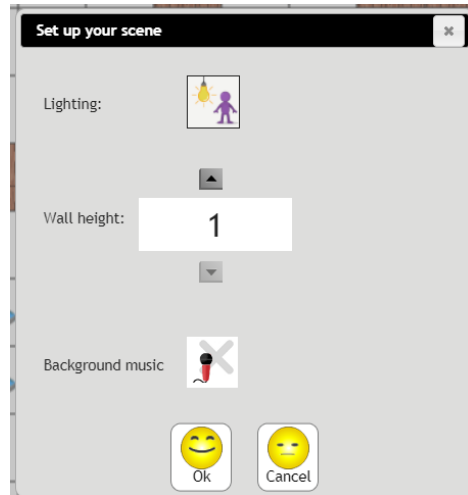 Set up your scene
Lighting:
Wall height:
1
Background music
Ok
Cancel